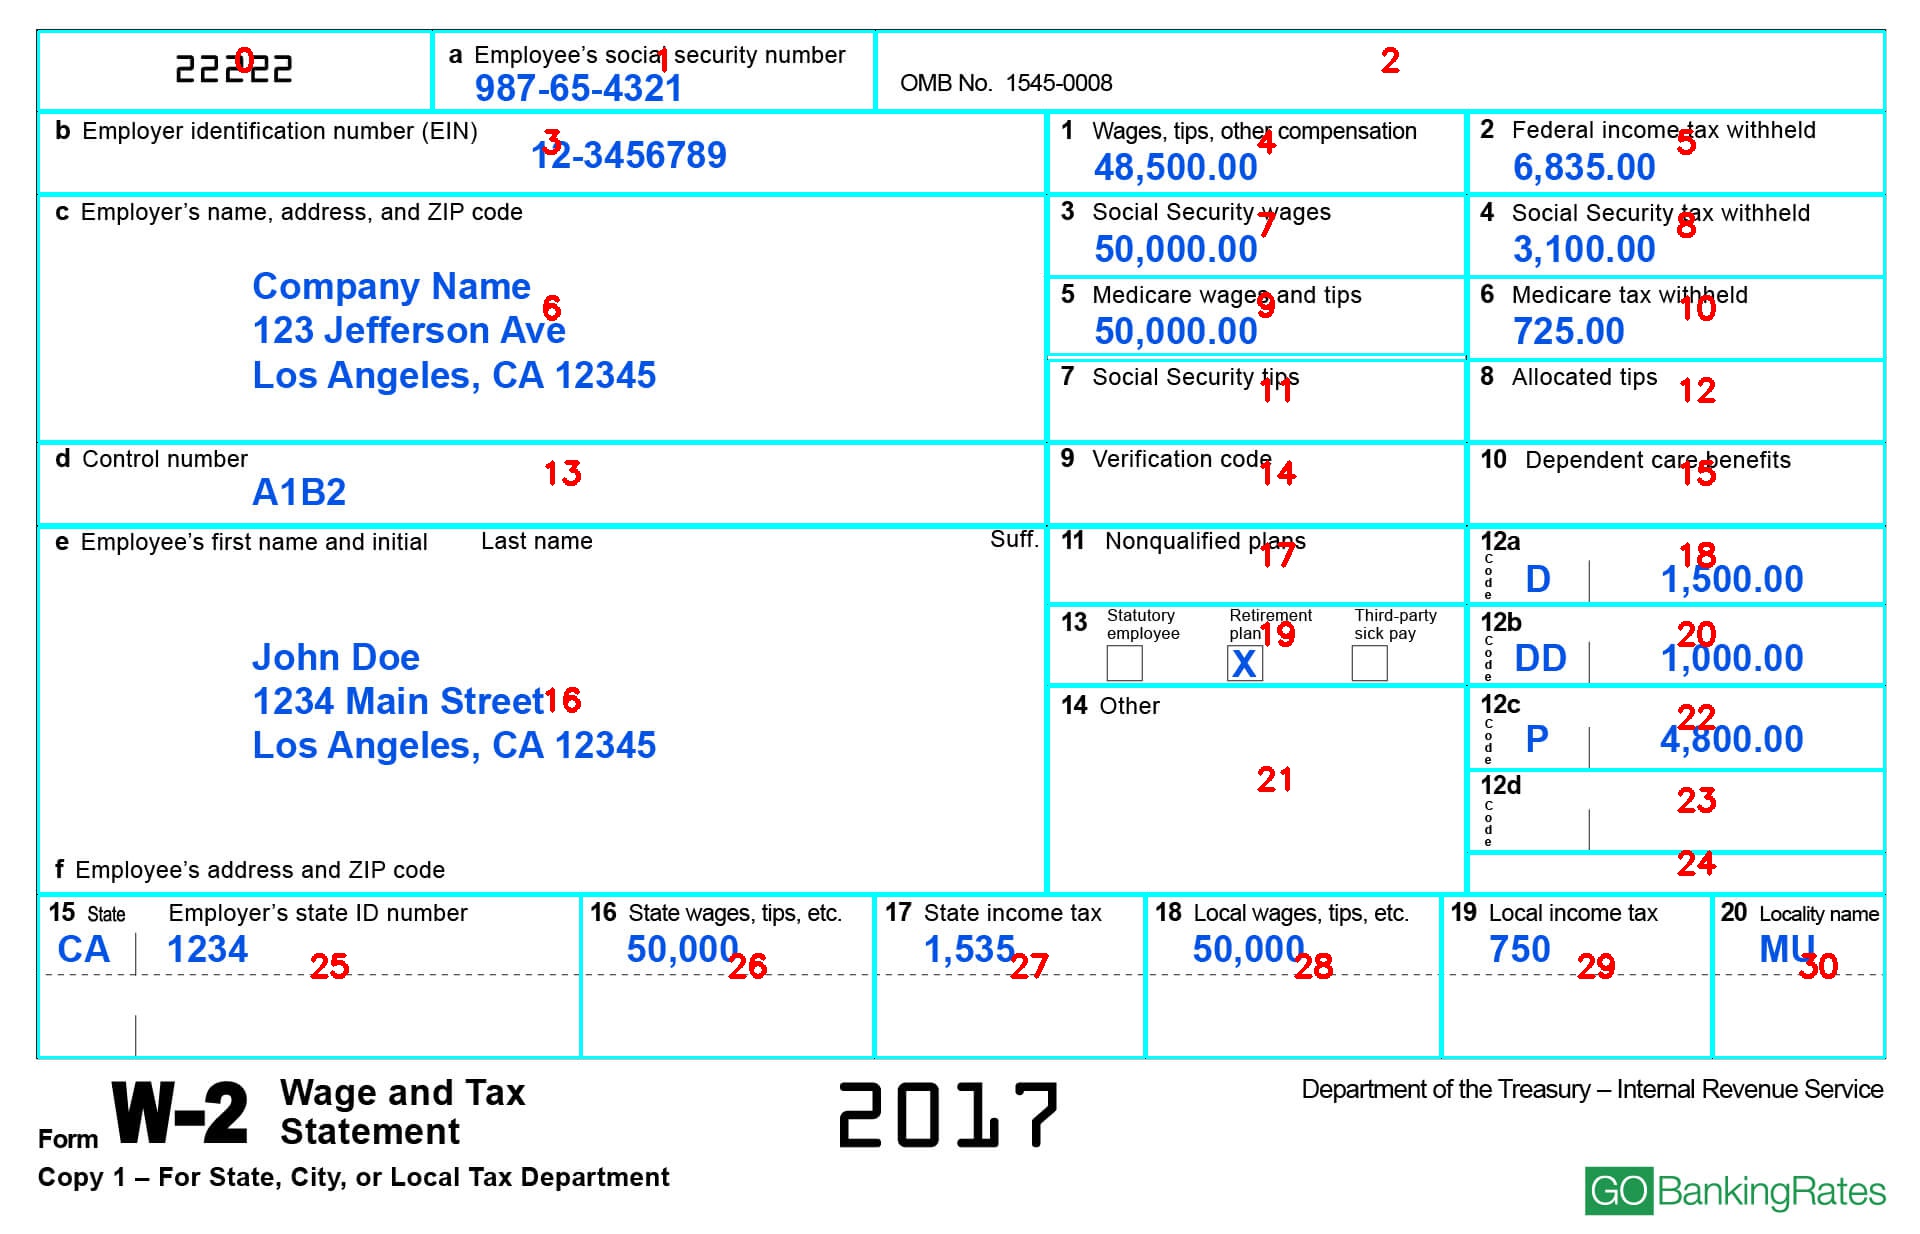 22222
0
a Employee's social security number
1
987-65-4321
2
OMB No. 1545-0008
b Employer identification number (EIN)
3
12-3456789
1 Wages, tips, other compensation
4
48,500.00
2 Federal income tax withheld
5
6,835.00
c Employer's name, address, and ZIP code
Company Name
6
123 Jefferson Ave
Los Angeles, CA 12345
3 Social Security wages
7
50,000.00
4 Social Security tax withheld
8
3,100.00
5 Medicare wages and tips
9
50,000.00
6 Medicare tax withheld
10
725.00
7 Social Security tips
11
8 Allocated tips
12
d Control number
13
A1B2
9 Verification code
14
10 Dependent care benefits
15
e Employee's first name and initial Last name Suff.
John Doe
1234 Main Street
16
Los Angeles, CA 12345
f Employee's address and ZIP code
11 Nonqualified plans
17
12a
18
Code D 1,500.00
13 Statutory employee Retirement plan Third-party sick pay
19
X
12b
20
Code DD 1,000.00
14 Other
21
12c
22
Code P 4,800.00
12d
23
Code
24
15 State Employer's state ID number
CA 1234
25
16 State wages, tips, etc.
50,000
26
17 State income tax
1,535
27
18 Local wages, tips, etc.
50,000
28
19 Local income tax
750
29
20 Locality name
MU
30
Form W-2 Wage and Tax Statement
2017
Department of the Treasury – Internal Revenue Service
Copy 1 – For State, City, or Local Tax Department
GOBankingRates